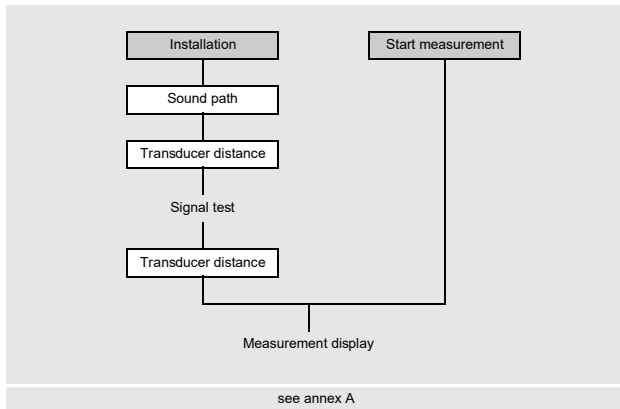 Installation
Start measurement
Sound path
Transducer distance
Signal test
Transducer distance
Measurement display
see annex A